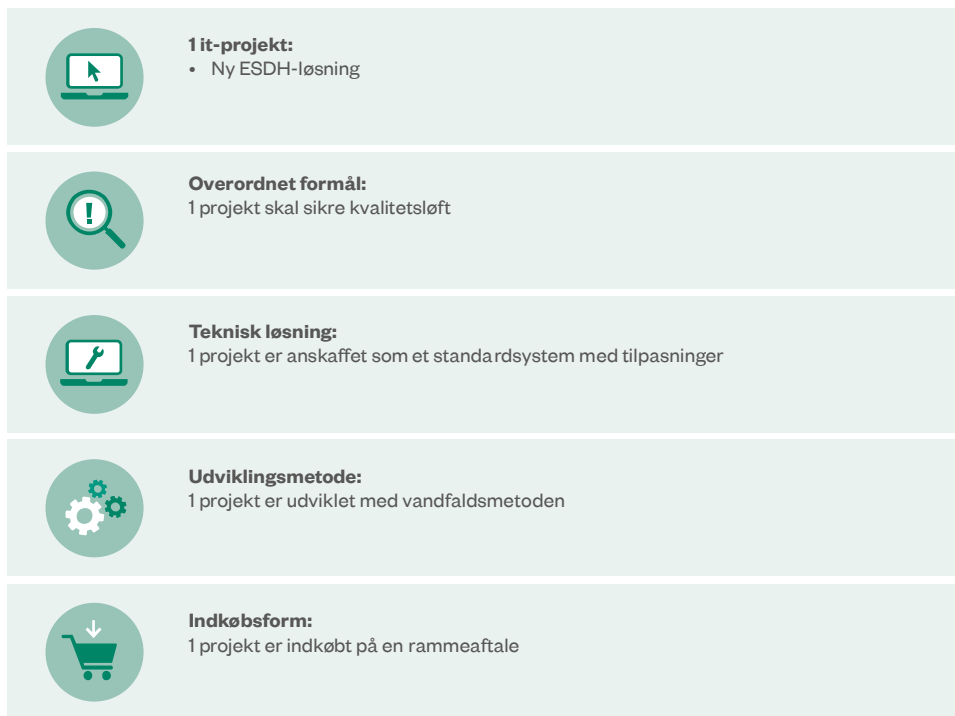 1 it-projekt:
• Ny ESDH-løsning
Overordnet formål:
1 projekt skal sikre kvalitetsløft
Teknisk løsning:
1 projekt er anskaffet som et standardsystem med tilpasninger
Udviklingsmetode:
1 projekt er udviklet med vandfaldsmetoden
Indkøbsform:
1 projekt er indkøbt på en rammeaftale